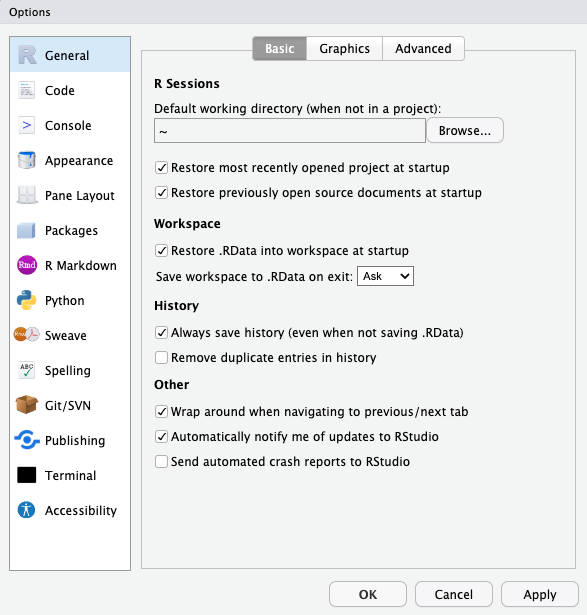 Options
R General
Code
Console
Appearance
Pane Layout
Packages
Rmd R Markdown
Python
Rnw Sweave
ABC Spelling
Git/SVN
Publishing
Terminal
Accessibility
Basic Graphics Advanced
R Sessions
Default working directory (when not in a project):
~ Browse...
Restore most recently opened project at startup
Restore previously open source documents at startup
Workspace
Restore .RData into workspace at startup
Save workspace to .RData on exit: Ask
History
Always save history (even when not saving .RData)
Remove duplicate entries in history
Other
Wrap around when navigating to previous/next tab
Automatically notify me of updates to RStudio
Send automated crash reports to RStudio
OK Cancel Apply